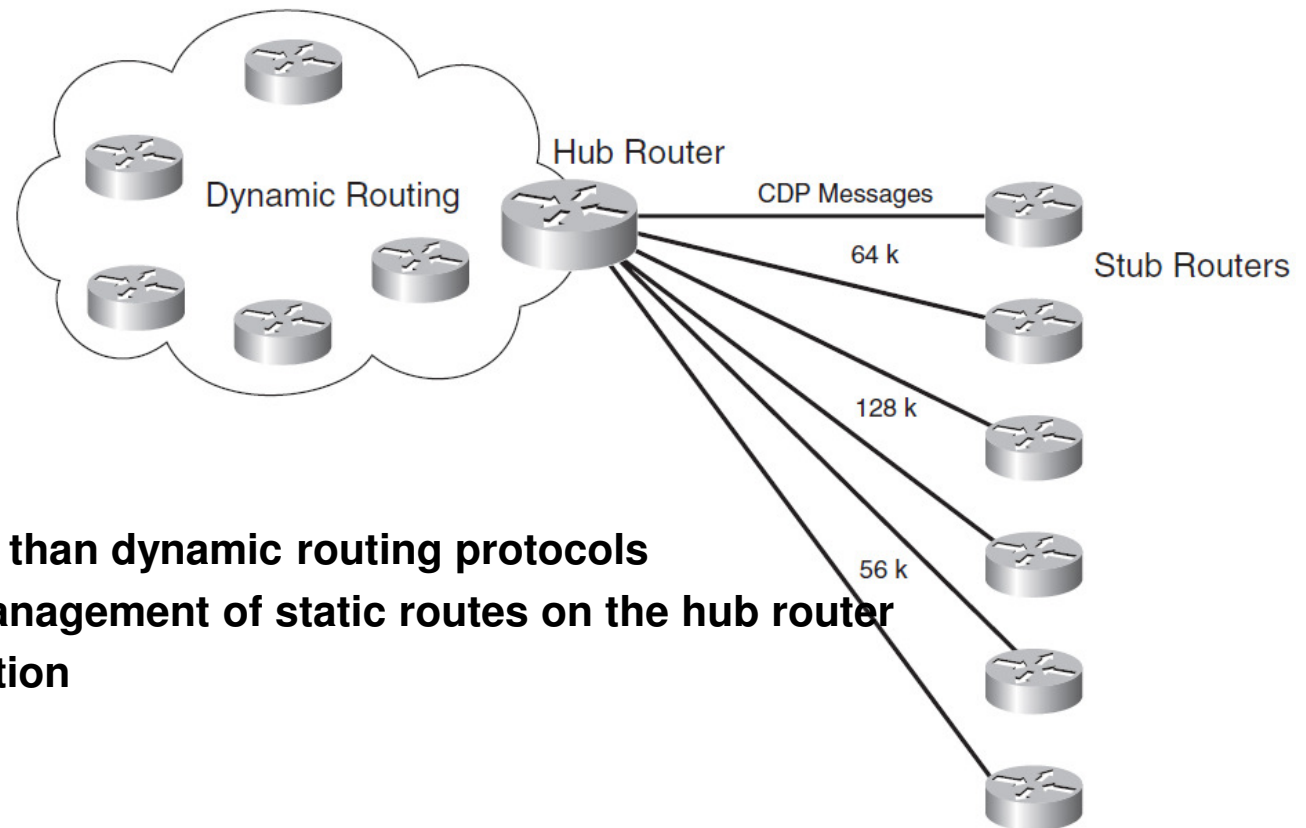 Hub Router
Dynamic Routing
CDP Messages
64 k
Stub Routers
128 k
than dynamic routing protocols
56 k
anagement of static routes on the hub router
tion